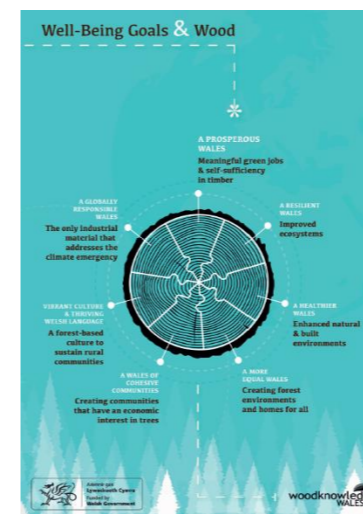 Well-Being Goals & Wood
A PROSPEROUS
WALES
Meaningful green jobs
& self-sufficiency
in timber
A RESILIENT
WALES
Improved
ecosystems
A HEALTHIER
WALES
Enhanced natural
& built
environments
A MORE
EQUAL WALES
Creating forest
environments
and homes for all
A WALES OF
COHESIVE
COMMUNITIES
Creating communities
that have an economic
interest in trees
VIBRANT CULTURE
& THRIVING
WELSH LANGUAGE
A forest-based
culture to
sustain rural
communities
A GLOBALLY
RESPONSIBLE
WALES
The only industrial
material that
addresses the
climate emergency
Ariennir gan
Lywodraeth Cymru
Funded by
Welsh Government
woodknowled
WALES